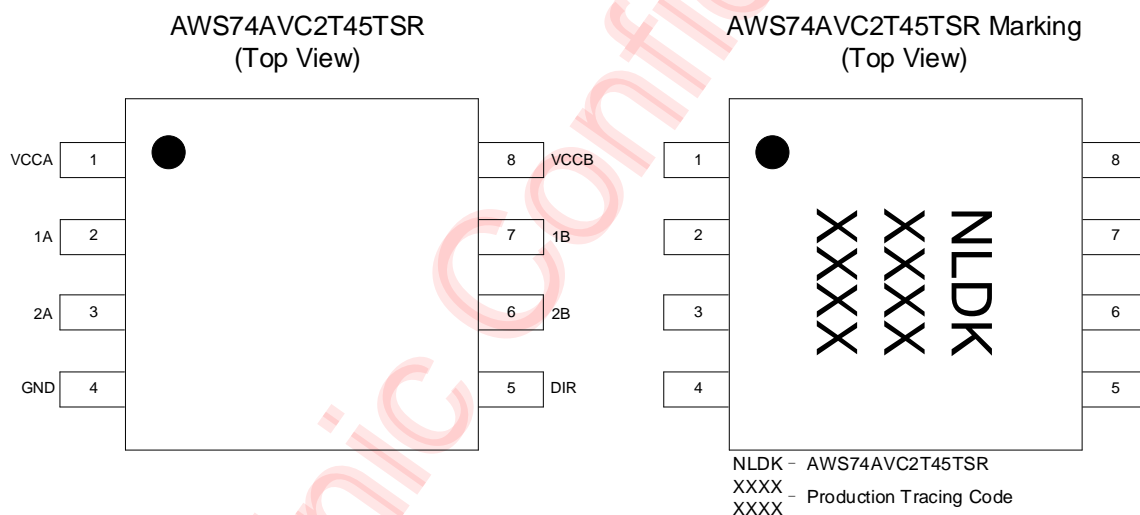 AWS74AVC2T45TSR
(Top View)
VCCA 1
8 VCCB
1A 2
7 1B
2A 3
6 2B
GND 4
5 DIR
AWS74AVC2T45TSR Marking
(Top View)
1
8
2
7
3
6
4
5
NLDK
XXXX
XXXX
NLDK – AWS74AVC2T45TSR
XXXX
XXXX – Production Tracing Code
nic Confi